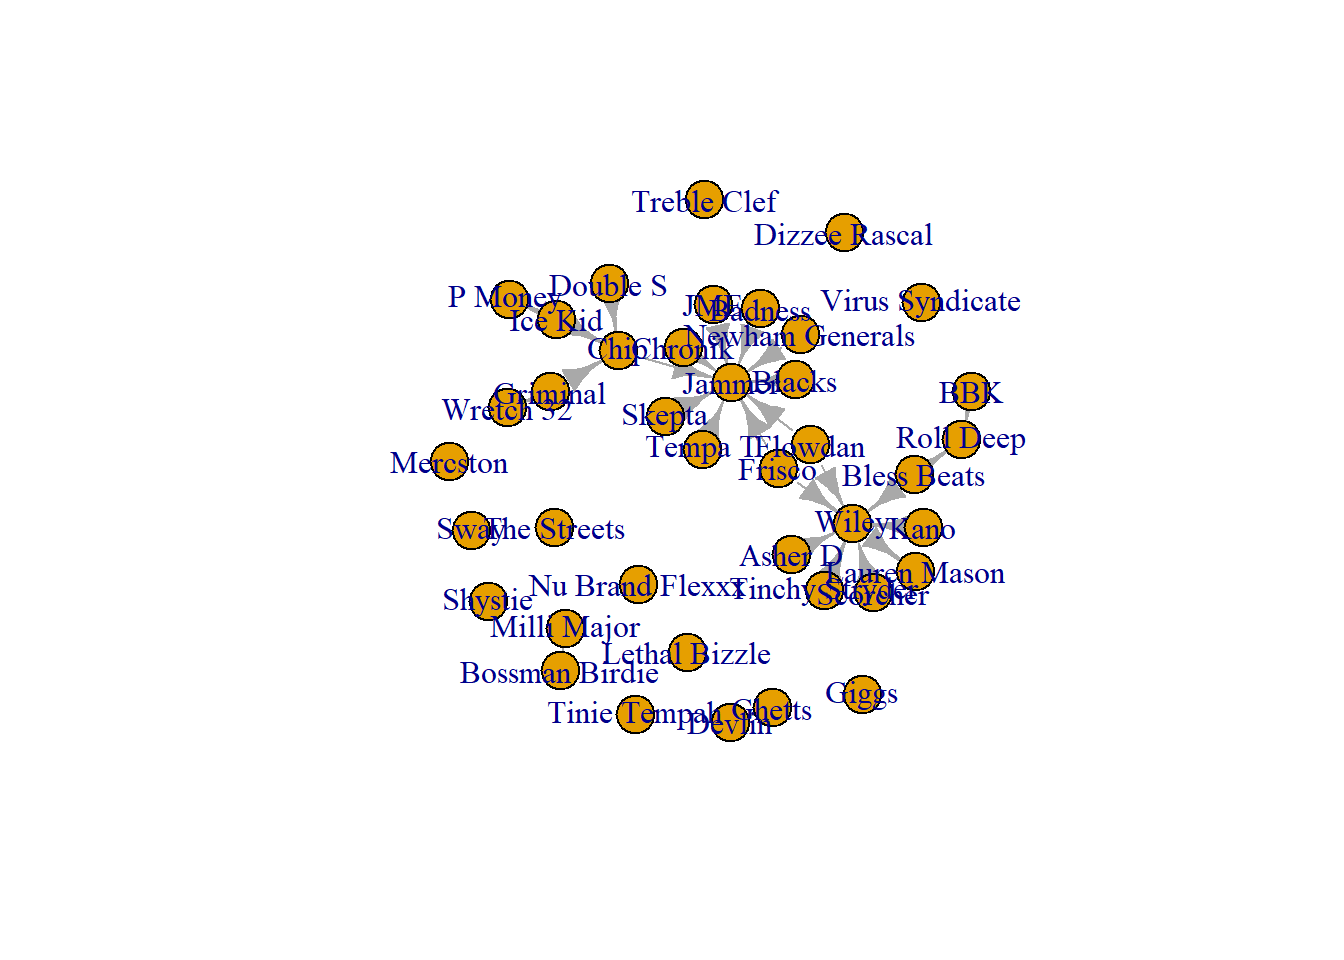 Treble Clef
Dizzee Rascal
Double S
P Money
Virus Syndicate
JME
Badness
Ice Kid
Newham Generals
Chip
Chronik
Jammer
Blacks
Griminal
BBK
Wretch 32
Skepta
Roll Deep
Tempa T
Flowdan
Mercston
Frisco
Bless Beats
Sway
The Streets
Wiley
Kano
Asher D
Lauren Mason
Nu Brand Flexxx
Tinchy Stryder
Scorcher
Shystie
Milli Major
Lethal Bizzle
Bossman Birdie
Giggs
Tinie Tempah
Ghetts
Devlin